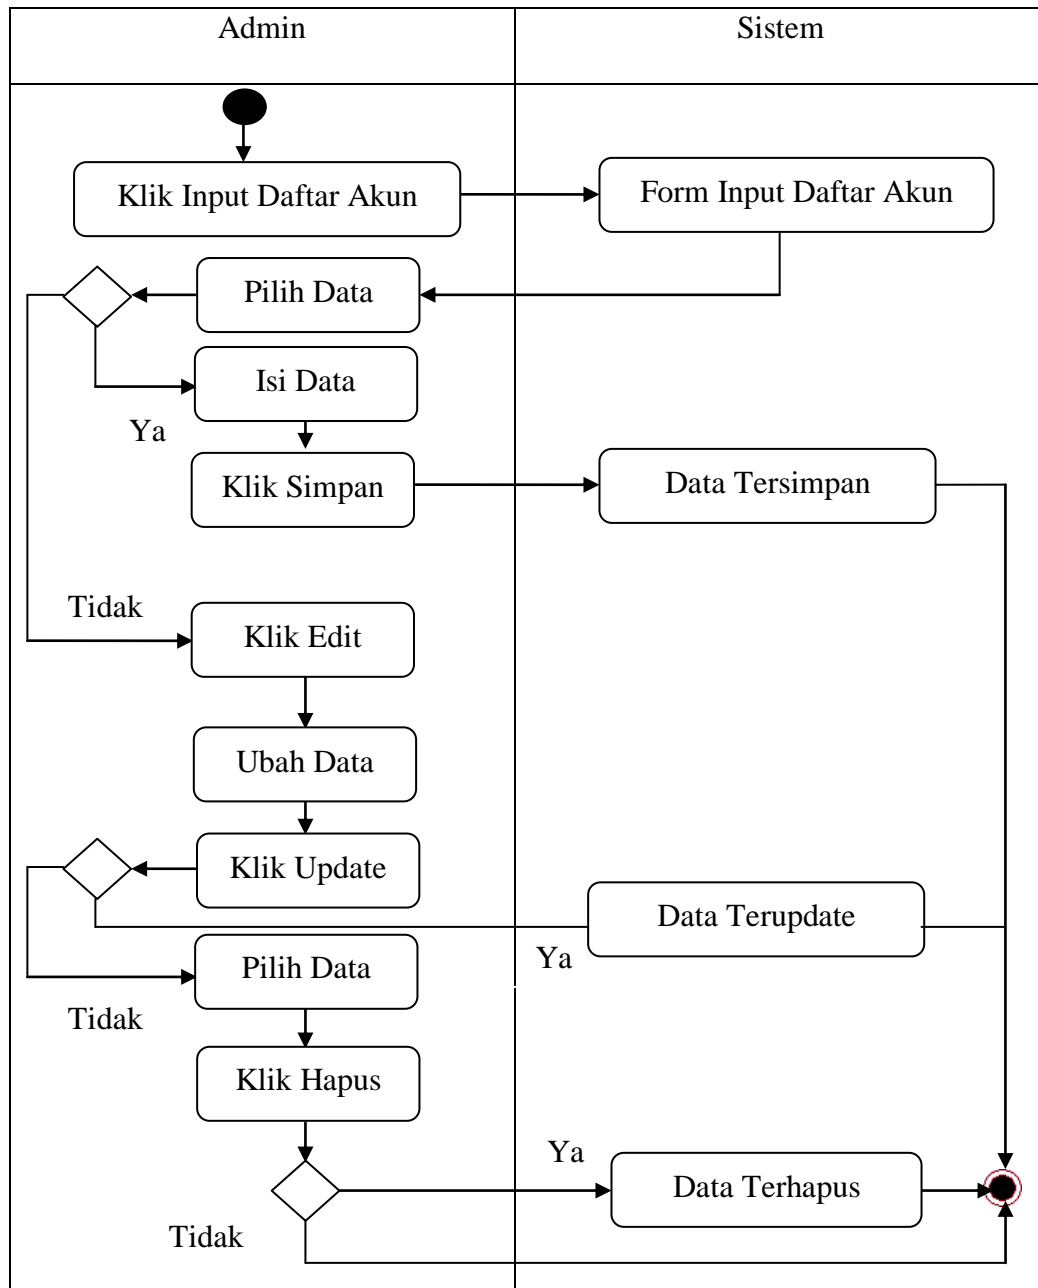 Admin
Sistem
Klik Input Daftar Akun
Form Input Daftar Akun
Pilih Data
Isi Data
Ya
Klik Simpan
Data Tersimpan
Tidak
Klik Edit
Ubah Data
Klik Update
Data Terupdate
Ya
Pilih Data
Tidak
Klik Hapus
Ya
Data Terhapus
Tidak